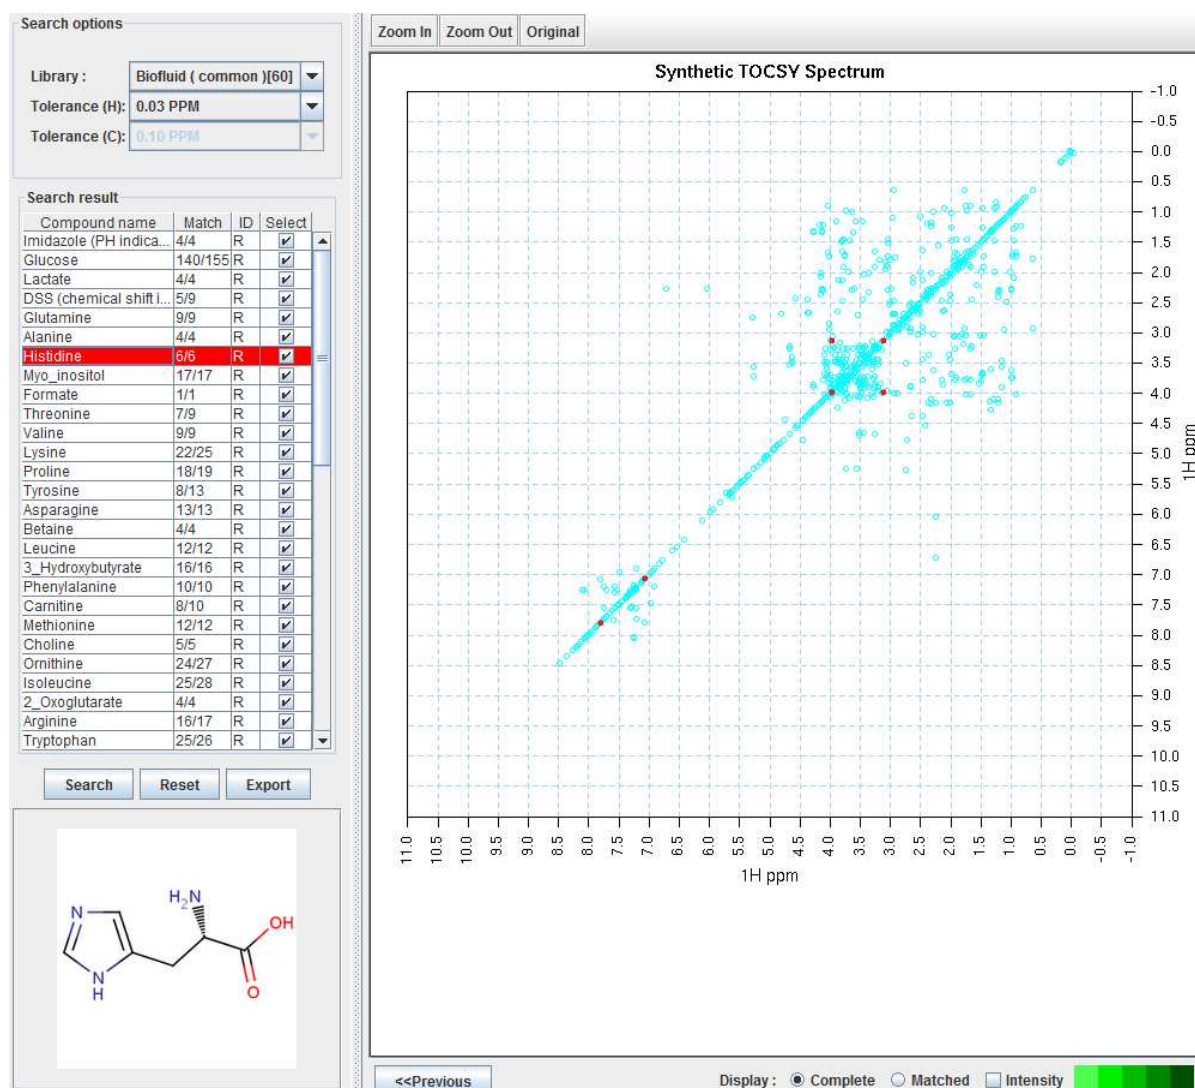 Search options
Library : Biofluid ( common )[60]
Tolerance (H): 0.03 PPM
Tolerance (C): 0.10 PPM
Search result
Compound name Match ID Select
Imidazole (PH indica... 4/4 R
Glucose 140/155 R
Lactate 4/4 R
DSS (chemical shift i... 5/9 R
Glutamine 9/9 R
Alanine 4/4 R
Histidine 6/6 R
Myo_inositol 17/17 R
Formate 1/1 R
Threonine 7/9 R
Valine 9/9 R
Lysine 22/25 R
Proline 18/19 R
Tyrosine 8/13 R
Asparagine 13/13 R
Betaine 4/4 R
Leucine 12/12 R
3_Hydroxybutyrate 16/16 R
Phenylalanine 10/10 R
Carnitine 8/10 R
Methionine 12/12 R
Choline 5/5 R
Ornithine 24/27 R
Isoleucine 25/28 R
2_Oxoglutarate 4/4 R
Arginine 16/17 R
Tryptophan 25/26 R
Search Reset Export
H₂N
N
OH
N
H
O
Zoom In Zoom Out Original
Synthetic TOCSY Spectrum
-1.0
-0.5
0.0
0.5
1.0
1.5
2.0
2.5
3.0
3.5
4.0
4.5
5.0
5.5
6.0
6.5
7.0
7.5
8.0
8.5
9.0
9.5
10.0
10.5
11.0
1H ppm
11.0 10.5 10.0 9.5 9.0 8.5 8.0 7.5 7.0 6.5 6.0 5.5 5.0 4.5 4.0 3.5 3.0 2.5 2.0 1.5 1.0 0.5 0.0 -0.5 -1.0
1H ppm
<<Previous Display : Complete Matched Intensity